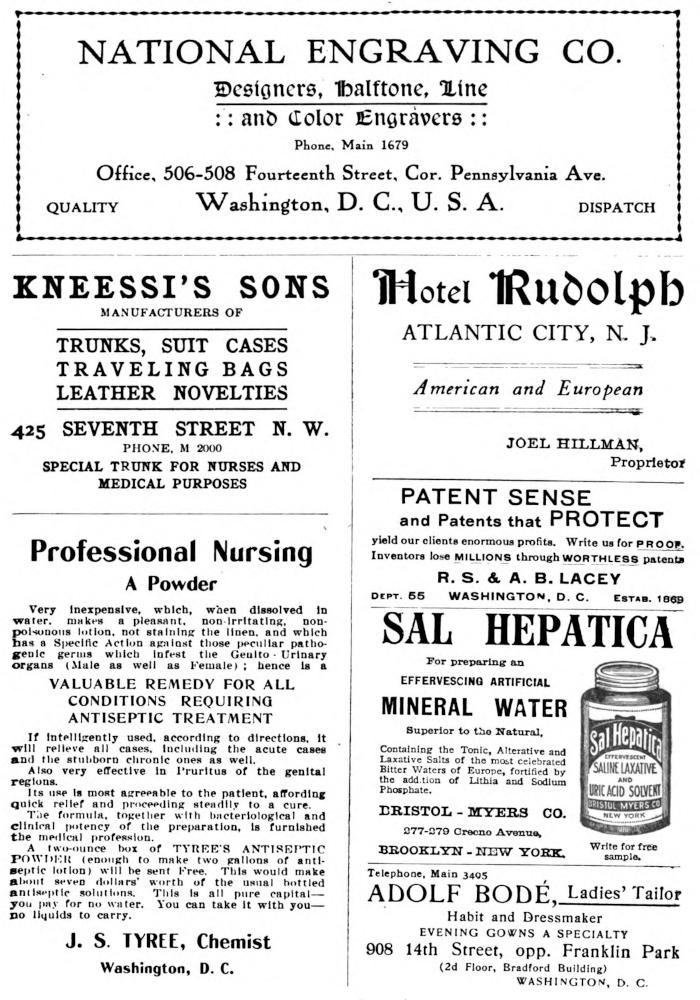 NATIONAL ENGRAVING CO.
Designers, Halftone, Line
:: and Color Engravers ::
Phone, Main 1679
Office, 506-508 Fourteenth Street, Cor. Pennsylvania Ave.
QUALITY Washington, D. C., U. S. A. DISPATCH
KNEESSI'S SONS
MANUFACTURERS OF
TRUNKS, SUIT CASES
TRAVELING BAGS
LEATHER NOVELTIES
425 SEVENTH STREET N. W.
PHONE, M 2000
SPECIAL TRUNK FOR NURSES AND
MEDICAL PURPOSES
Professional Nursing
A Powder
Very inexpensive, which, when dissolved in
water, makes a pleasant, non-irritating, non-
poisonous lotion, not staining the linen, and which
has a Specific Action against those peculiar patho-
genic germs which infest the Genito-Urinary
organs (Male as well as Female); hence is a
VALUABLE REMEDY FOR ALL
CONDITIONS REQUIRING
ANTISEPTIC TREATMENT
If intelligently used, according to directions, it
will relieve all cases, including the acute cases
and the stubborn chronic ones as well.
Also very effective in Pruritus of the genital
regions.
Its use is most agreeable to the patient, affording
quick relief and proceeding steadily to a cure.
The formula, together with bacteriological and
clinical potency of the preparation, is furnished
the medical profession.
A two-ounce box of TYREE'S ANTISEPTIC
POWDER (enough to make two gallons of anti-
septic lotion) will be sent Free. This would make
about seven dollars' worth of the usual bottled
antiseptic solutions. This is all pure capital—
you pay for no water. You can take it with you—
no liquids to carry.
J. S. TYREE, Chemist
Washington, D. C.
Hotel Rudolph
ATLANTIC CITY, N. J.
American and European
JOEL HILLMAN,
Proprietor
PATENT SENSE
and Patents that PROTECT
yield our clients enormous profits. Write us for PROOF.
Inventors lose MILLIONS through WORTHLESS patents
R. S. & A. B. LACEY
DEPT. 55 WASHINGTON, D. C. ESTAB. 1869
SAL HEPATICA
For preparing an
EFFERVESCING ARTIFICIAL
MINERAL WATER
Superior to the Natural,
Containing the Tonic, Alterative and
Laxative Salts of the most celebrated
Bitter Waters of Europe, fortified by
the addition of Lithia and Sodium
Phosphate.
BRISTOL-MYERS CO.
277-279 Greene Avenue,
BROOKLYN-NEW YORK.
Sal Hepatica
EFFERVESCENT
SALINE LAXATIVE
AND
URIC ACID SOLVENT
BRISTOL MYERS CO
NEW YORK
Write for free
sample.
Telephone, Main 3405
ADOLF BODÉ, Ladies' Tailor
Habit and Dressmaker
EVENING GOWNS A SPECIALTY
908 14th Street, opp. Franklin Park
(2d Floor, Bradford Building)
WASHINGTON, D. C.